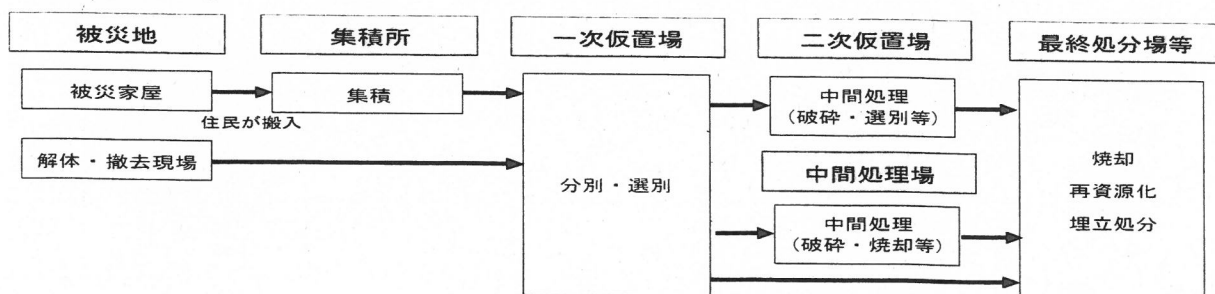 被災地
集積所
一次仮置場
二次仮置場
最終処分場等
被災家屋
住民が搬入
集積
解体・撤去現場
分別・選別
中間処理
(破砕・選別等)
中間処理場
中間処理
(破砕・焼却等)
焼却
再資源化
埋立処分